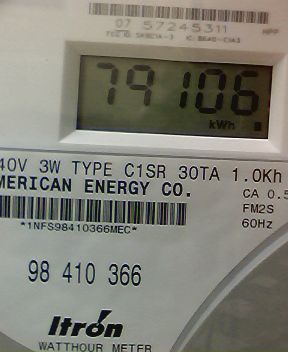 07 57245311
79106
kWh
40V 3W TYPE C1SR 30TA 1.0Kh
MERICAN ENERGY CO.
CA 0.5
FM2S
60Hz
*1NFS98410366MEC*
98 410 366
Itrón
WATTHOUR METER